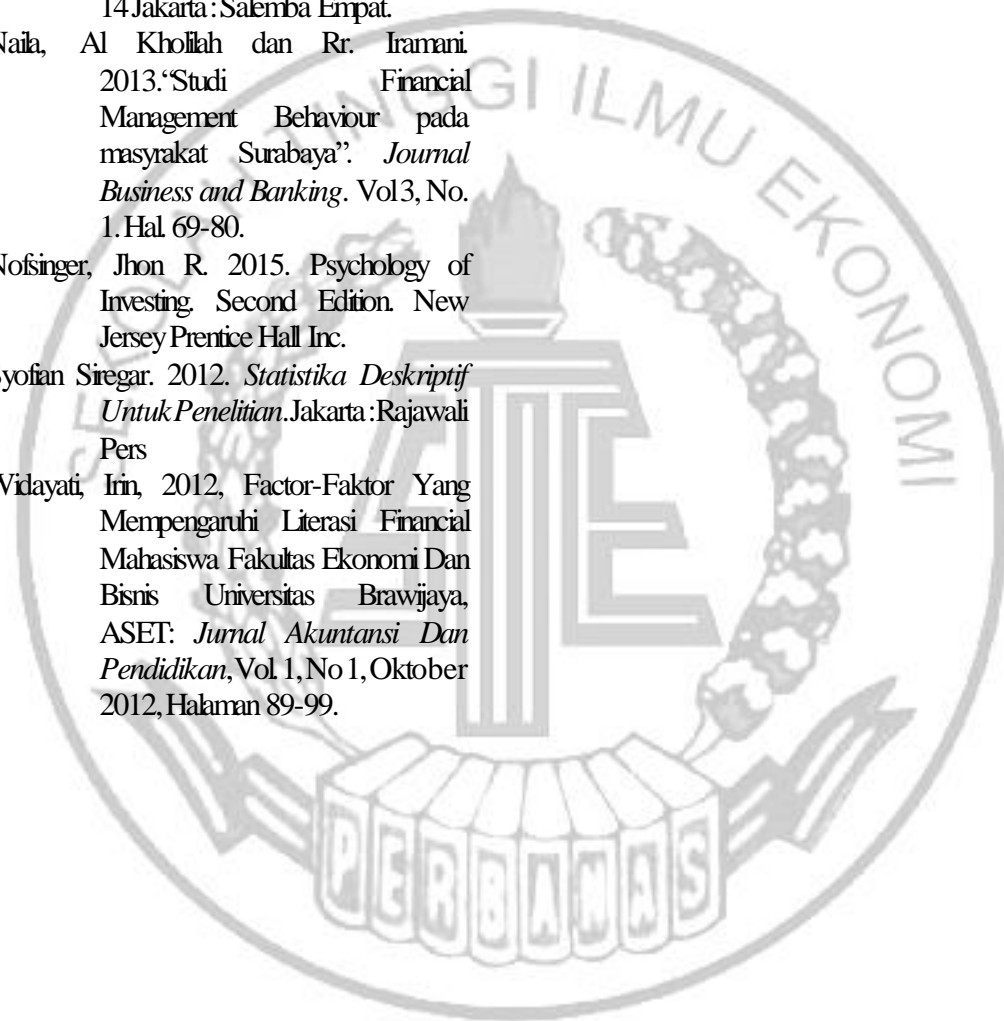 14 Jakarta : Salemba Empat.
Naila, Al Kholilah dan Rr. Iramani.
2013.“Studi Financial
Management Behaviour pada
masyrakat Surabaya”. Journal
Business and Banking. Vol 3, No.
1. Hal. 69-80.
Nofsinger, Jhon R. 2015. Psychology of
Investing. Second Edition. New
Jersey Prentice Hall Inc.
Syofian Siregar. 2012. Statistika Deskriptif
Untuk Penelitian. Jakarta : Rajawali
Pers
Widayati, Irin, 2012, Factor-Faktor Yang
Mempengaruhi Literasi Financial
Mahasiswa Fakultas Ekonomi Dan
Bisnis Universitas Brawijaya,
ASET: Jurnal Akuntansi Dan
Pendidikan, Vol. 1, No 1, Oktober
2012, Halaman 89-99.
SEKOLAH TINGGI ILMU EKONOMI
PERBANAS